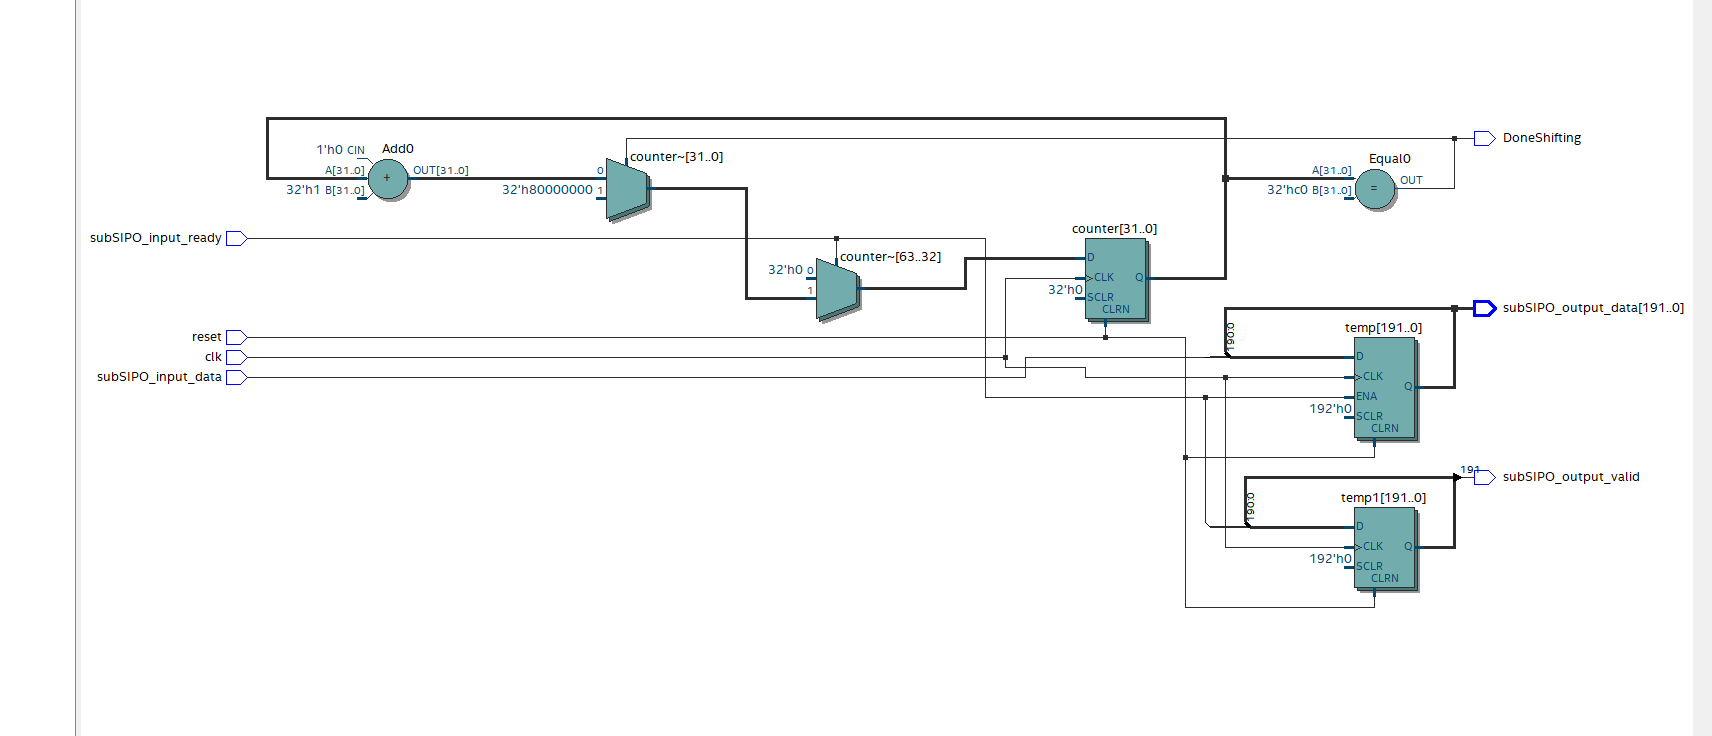 DoneShifting
1'h0 CIN
Add0
A[31..0]
OUT[31..0]
32'h1 B[31..0]
+
counter~[31..0]
0
32'h80000000 1
Equal0
A[31..0]
OUT
32'hc0 B[31..0]
=
subSIPO_input_ready
counter~[63..32]
32'h0 0
1
counter[31..0]
D
CLK
Q
32'h0
SCLR
CLRN
subSIPO_output_data[191..0]
190:0
temp[191..0]
reset
clk
subSIPO_input_data
D
CLK
Q
ENA
192'h0
SCLR
CLRN
191
subSIPO_output_valid
190:0
temp1[191..0]
D
CLK
Q
192'h0
SCLR
CLRN